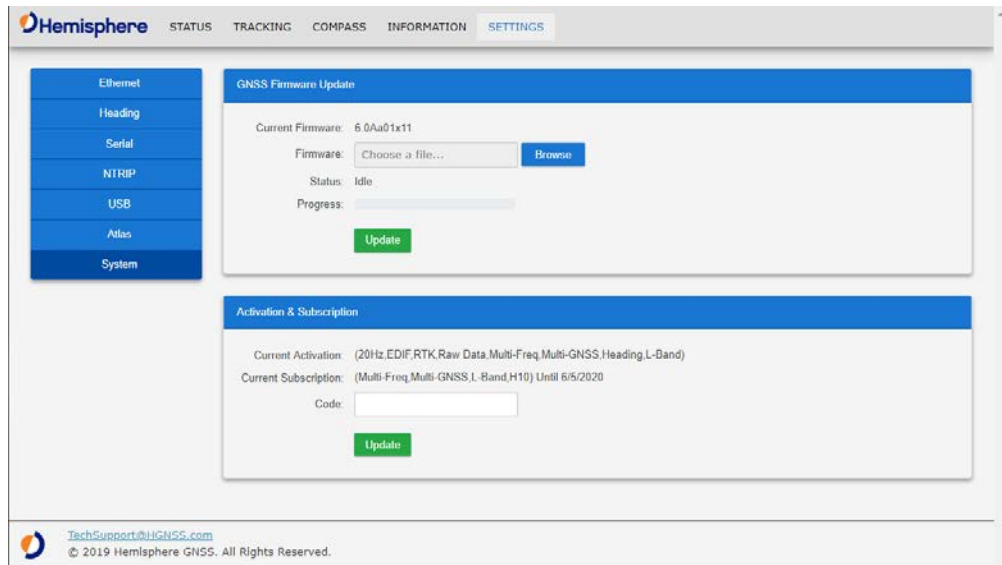 Hemisphere STATUS TRACKING COMPASS INFORMATION SETTINGS
Ethernet
Heading
Serial
NTRIP
USB
Atlas
System
GNSS Firmware Update
Current Firmware: 6.0Aa01x11
Firmware: Choose a file... Browse
Status: Idle
Progress:
Update
Activation & Subscription
Current Activation: (20Hz,EDIF,RTK,Raw Data,Multi-Freq,Multi-GNSS,Heading,L-Band)
Current Subscription: (Multi-Freq,Multi-GNSS,L-Band,H10) Until 6/5/2020
Code:
Update
TechSupport@HGNSS.com
© 2019 Hemisphere GNSS. All Rights Reserved.